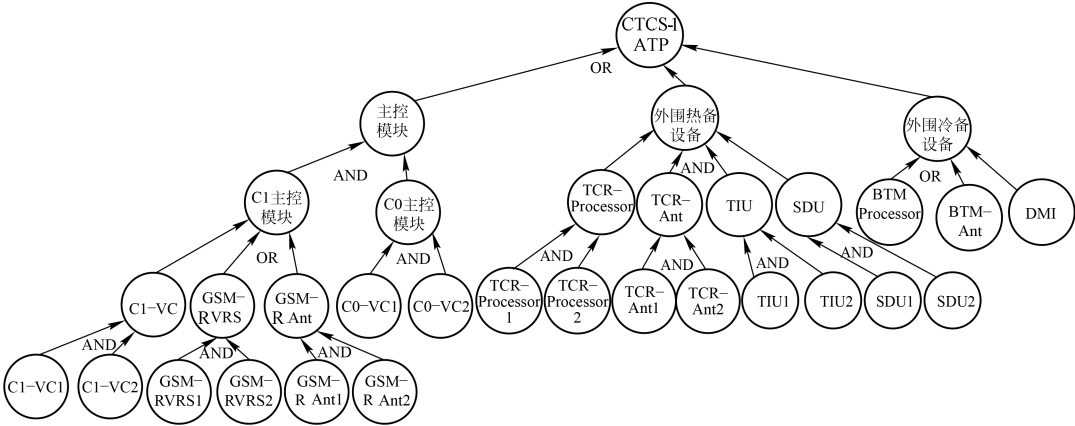 CTCS-I
ATP
OR
主控
模块
外围热备
设备
外围冷备
设备
AND
AND
OR
C1主控
模块
C0主控
模块
TCR-
Processor
TCR-
Ant
TIU
SDU
BTM
Processor
BTM-
Ant
DMI
OR
AND
AND
AND
AND
AND
C1-VC
GSM-
RVRS
GSM-
R Ant
C0-VC1
C0-VC2
TCR-
Processor
1
TCR-
Processor
2
TCR-
Ant1
TCR-
Ant2
TIU1
TIU2
SDU1
SDU2
AND
AND
AND
C1-VC1
C1-VC2
GSM-
RVRS1
GSM-
RVRS2
GSM-
R Ant1
GSM-
R Ant2